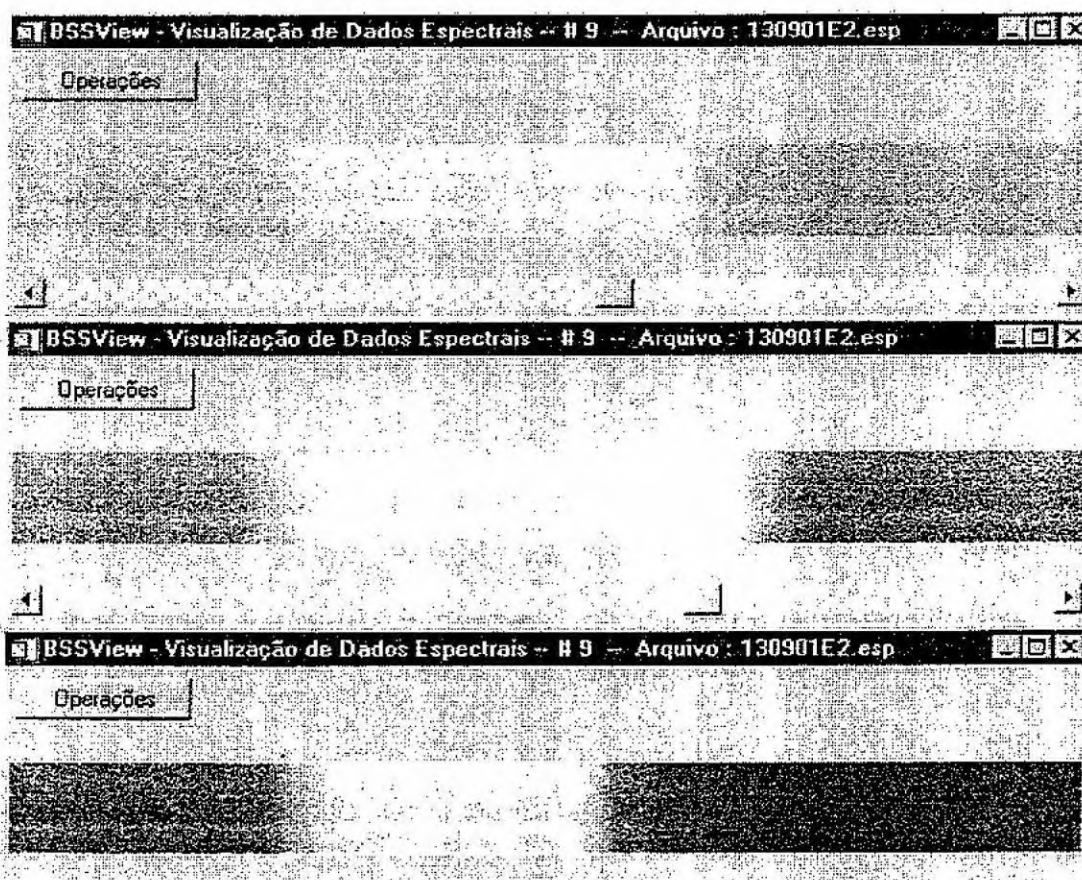 BSSView - Visualização de Dados Espectrais -- # 9 -- Arquivo : 130901E2.esp
Operações
BSSView - Visualização de Dados Espectrais -- # 9 -- Arquivo : 130901E2.esp
Operações
BSSView - Visualização de Dados Espectrais -- # 9 -- Arquivo : 130901E2.esp
Operações